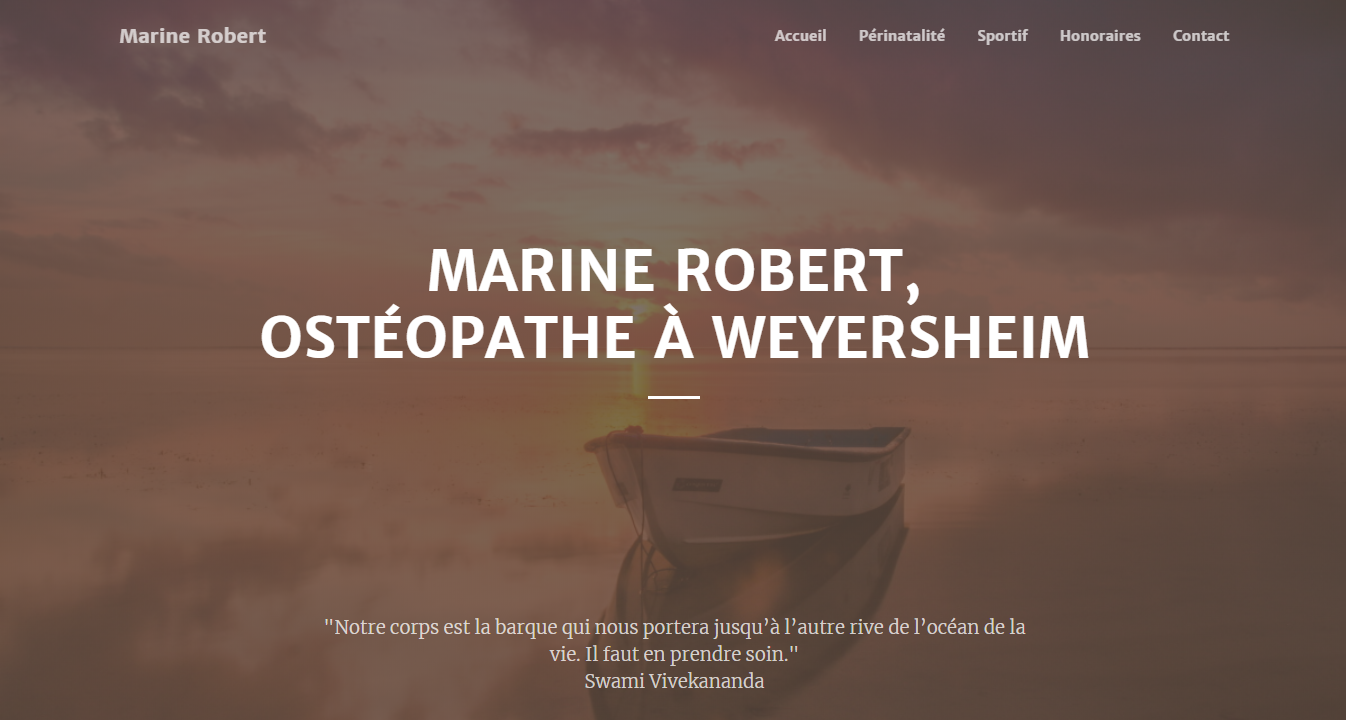 Marine Robert
Accueil Périnatalité Sportif Honoraires Contact
MARINE ROBERT,
OSTÉOPATHE À WEYERSHEIM
"Notre corps est la barque qui nous portera jusqu’à l’autre rive de l’océan de la
vie. Il faut en prendre soin."
Swami Vivekananda